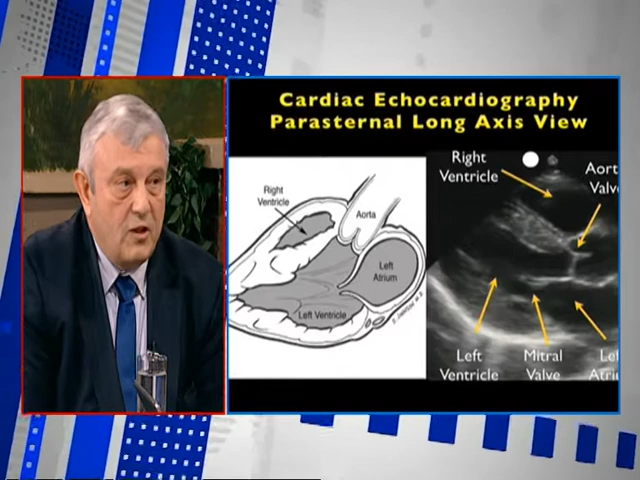 Cardiac Echocardiography
Parasternal Long Axis View
Right
Ventricle
Aorta
Left
Atrium
Left Ventricle
Right
Ventricle
Aort
Valv
Left
Ventricle
Mitral
Valve
Lef
Atri